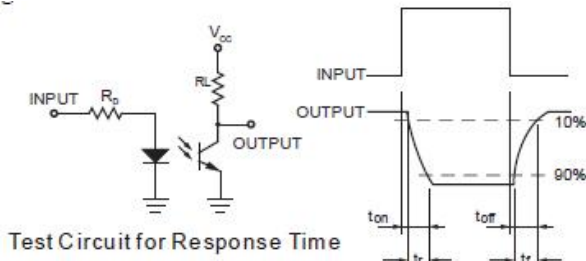 Vcc
RL
INPUT RD
OUTPUT
Test Circuit for Response Time
INPUT
OUTPUT
10%
90%
ton toff
tr tf